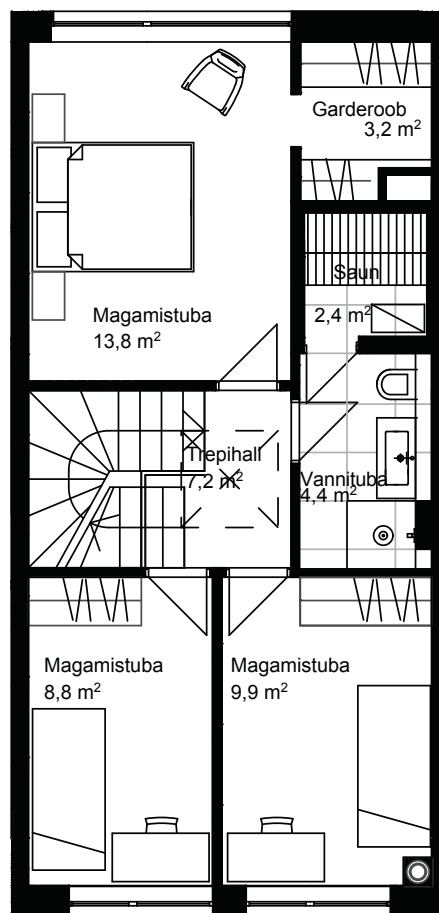 Garderoob
3,2 m²
Saun
2,4 m²
Magamistuba
13,8 m²
Trepihall
7,2 m²
Vannituba
4,4 m²
Magamistuba
8,8 m²
Magamistuba
9,9 m²